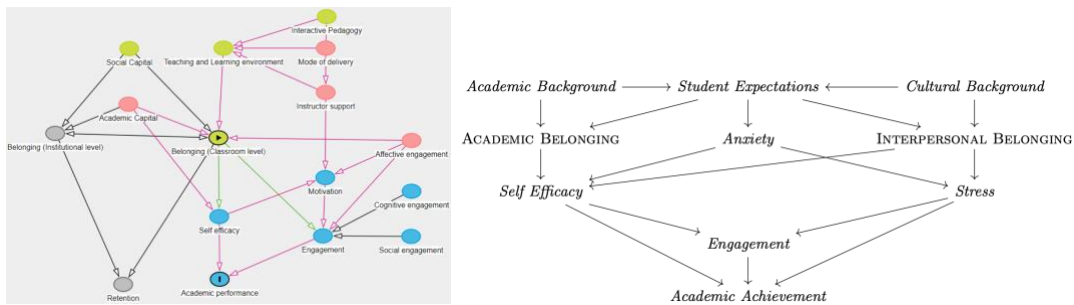 Interactive Pedagogy
Social Capital
Teaching and Learning environment
Mode of delivery
Instructor support
Academic Capital
Belonging (Institutional level)
Belonging (Classroom level)
Affective engagement
Motivation
Cognitive engagement
Self efficacy
Engagement
Social engagement
Retention
Academic performance
Academic Background
Student Expectations
Cultural Background
ACADEMIC BELONGING
Anxiety
INTERPERSONAL BELONGING
Self Efficacy
Stress
Engagement
Academic Achievement